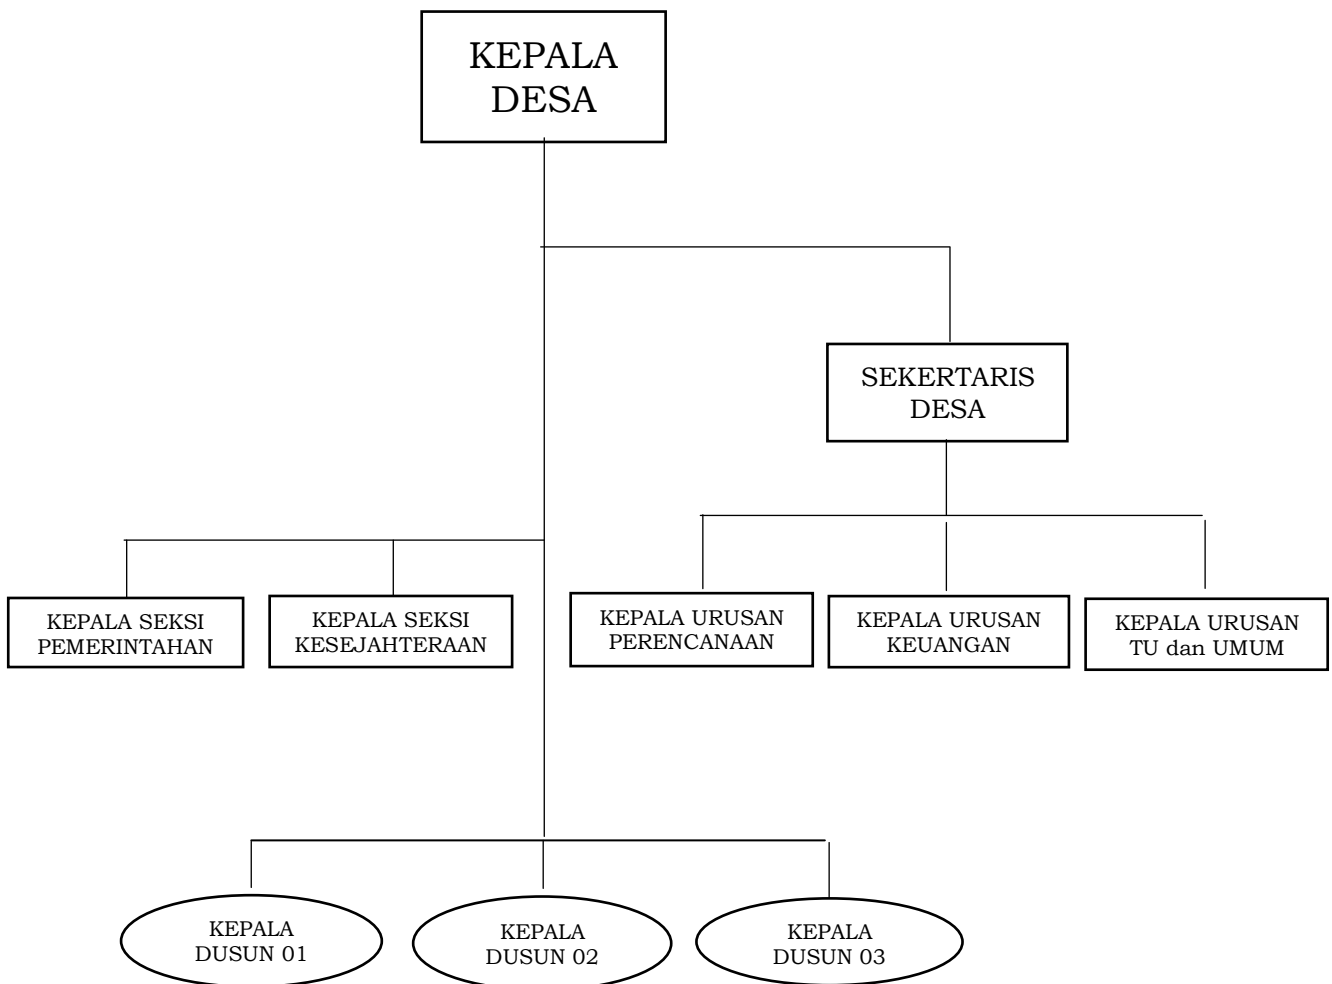 KEPALA
DESA
SEKERTARIS
DESA
KEPALA SEKSI
PEMERINTAHAN
KEPALA SEKSI
KESEJAHTERAAN
KEPALA URUSAN
PERENCANAAN
KEPALA URUSAN
KEUANGAN
KEPALA URUSAN
TU dan UMUM
KEPALA
DUSUN 01
KEPALA
DUSUN 02
KEPALA
DUSUN 03